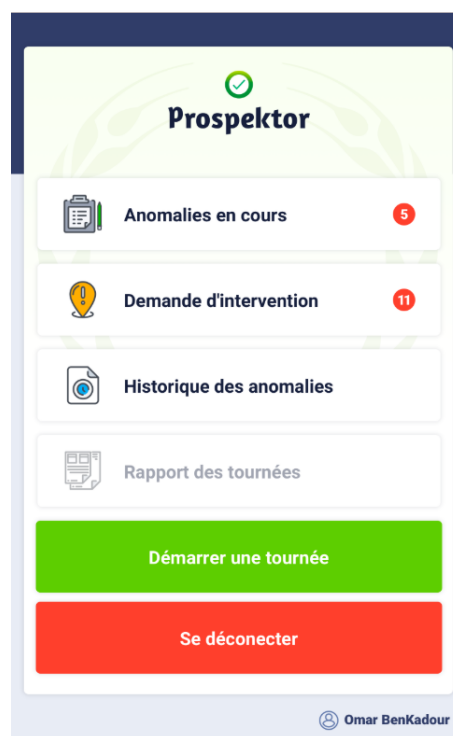 Prospektor
Anomalies en cours 5
Demande d'intervention 11
Historique des anomalies
Rapport des tournées
Démarrer une tournée
Se déconecter
Omar BenKadour